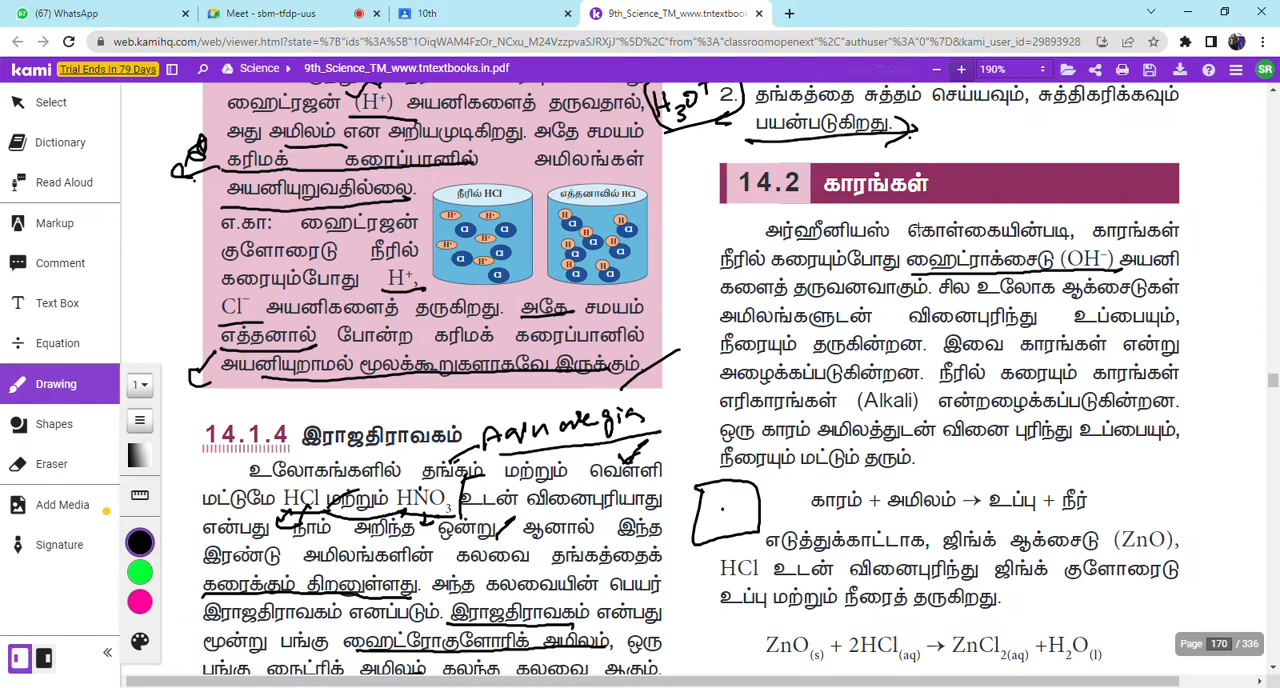 (67) WhatsApp
Meet - sbm-tfdp-uus
10th
9th_Science_TM_www.tntextbooks
web.kamihq.com/web/viewer.html?state=%7B"ids"%3A%5B"1OiqWAM4FzOr_NCxu_M24VzzpvaSJRXjJ"%5D%2C"from"%3A"classroomopennext"%2C"authuser"%3A"0"%7D&kami_user_id=29893928
kami
Trial Ends In 79 Days
Science
9th_Science_TM_www.tntextbooks.in.pdf
190%
SR
Select
Dictionary
Read Aloud
Markup
Comment
Text Box
Equation
Drawing
Shapes
Eraser
Add Media
Signature
1
ஹைட்ரஜன் (H⁺) அயனிகளைத் தருவதால்,
அது அமிலம் என அறியமுடிகிறது. அதே சமயம்
கரிமக் கரைப்பானில் அமிலங்கள்
அயனியுறுவதில்லை.
எ.கா: ஹைட்ரஜன்
குளோரைடு நீரில்
கரையும்போது H⁺,
Cl⁻ அயனிகளைத் தருகிறது. அதே சமயம்
எத்தனால் போன்ற கரிமக் கரைப்பானில்
அயனியுறாமல் மூலக்கூறுகளாகவே இருக்கும்.
நீரில் HCl
எத்தனாலில் HCl
H₃O⁺
14.1.4 இராஜதிராவகம்
உலோகங்களில் தங்கம் மற்றும் வெள்ளி
மட்டுமே HCl மற்றும் HNO₃ உடன் வினைபுரியாது
என்பது நாம் அறிந்த ஒன்று ஆனால் இந்த
இரண்டு அமிலங்களின் கலவை தங்கத்தைக்
கரைக்கும் திறனுள்ளது. அந்த கலவையின் பெயர்
இராஜதிராவகம் எனப்படும். இராஜதிராவகம் என்பது
மூன்று பங்கு ஹைட்ரோகுளோரிக் அமிலம், ஒரு
பங்கு நைட்ரிக் அமிலம் கலந்த கலவை ஆகும்.
2. தங்கத்தை சுத்தம் செய்யவும், சுத்திகரிக்கவும்
பயன்படுகிறது.
14.2 காரங்கள்
அர்ஹீனியஸ் கொள்கையின்படி, காரங்கள்
நீரில் கரையும்போது ஹைட்ராக்சைடு (OH⁻) அயனி
களைத் தருவனவாகும். சில உலோக ஆக்சைடுகள்
அமிலங்களுடன் வினைபுரிந்து உப்பையும்,
நீரையும் தருகின்றன. இவை காரங்கள் என்று
அழைக்கப்படுகின்றன. நீரில் கரையும் காரங்கள்
எரிகாரங்கள் (Alkali) என்றழைக்கப்படுகின்றன.
ஒரு காரம் அமிலத்துடன் வினை புரிந்து உப்பையும்,
நீரையும் மட்டும் தரும்.
காரம் + அமிலம் → உப்பு + நீர்
எடுத்துக்காட்டாக, ஜிங்க் ஆக்சைடு (ZnO),
HCl உடன் வினைபுரிந்து ஜிங்க் குளோரைடு
உப்பு மற்றும் நீரைத் தருகிறது.
ZnO(s) + 2HCl(aq) → ZnCl₂(aq) +H₂O(l)
Page 170 / 336